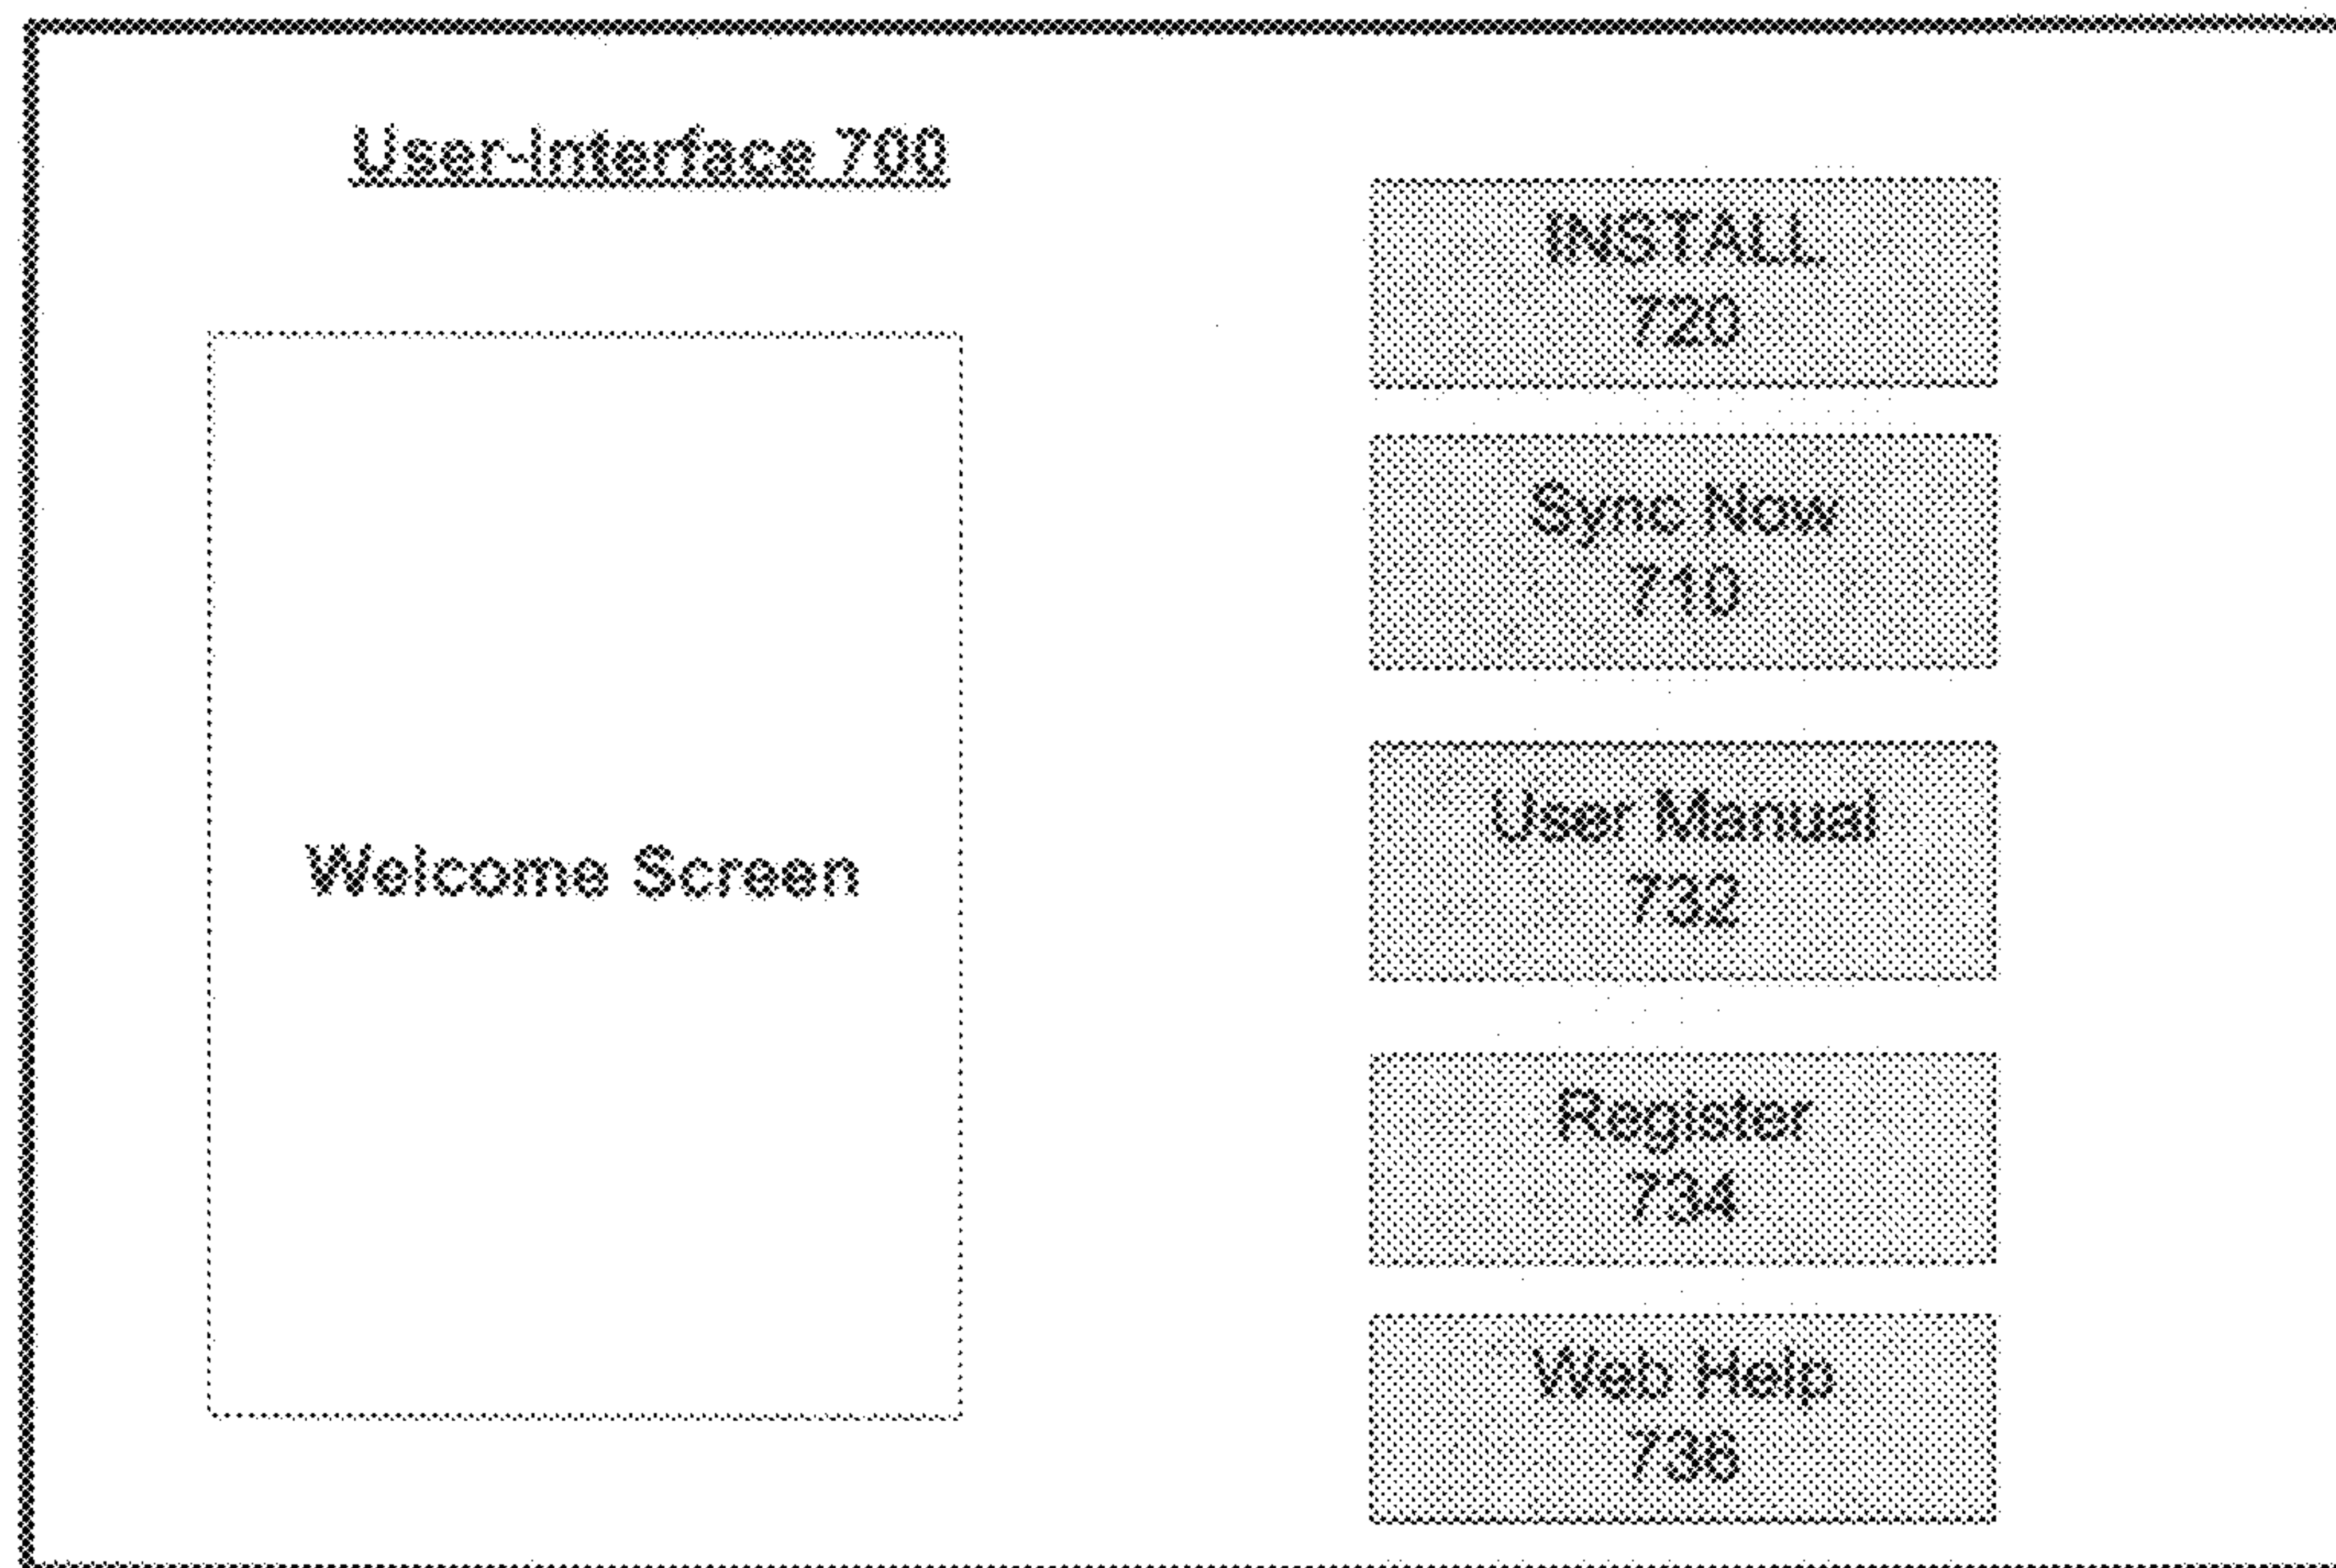 User-interface 700
INSTALL
720
Sync Now
710
User Manual
732
Welcome Screen
Register
734
Web Help
736